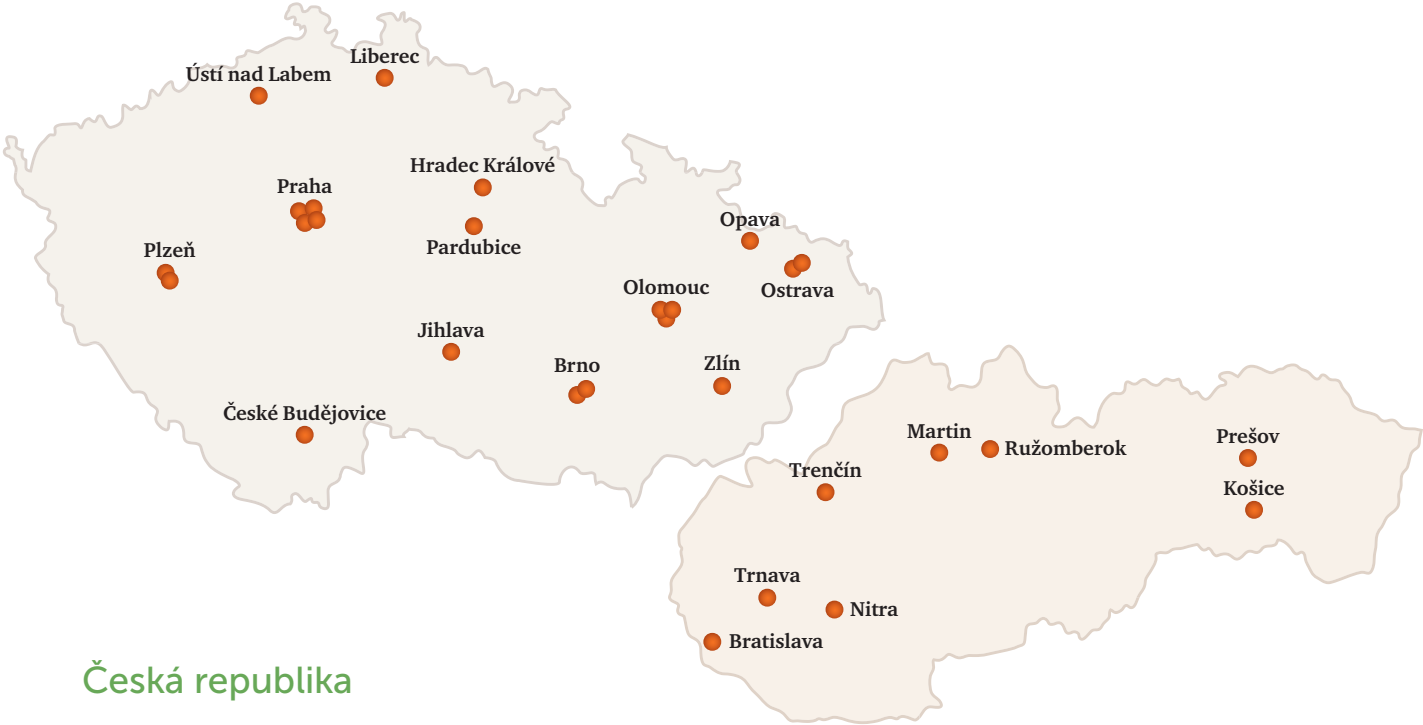 Liberec
Ústí nad Labem
Hradec Králové
Praha
Pardubice
Plzeň
Opava
Ostrava
Olomouc
Jihlava
Brno
Zlín
České Budějovice
Martin
Ružomberok
Prešov
Trenčín
Košice
Trnava
Nitra
Bratislava
Česká republika